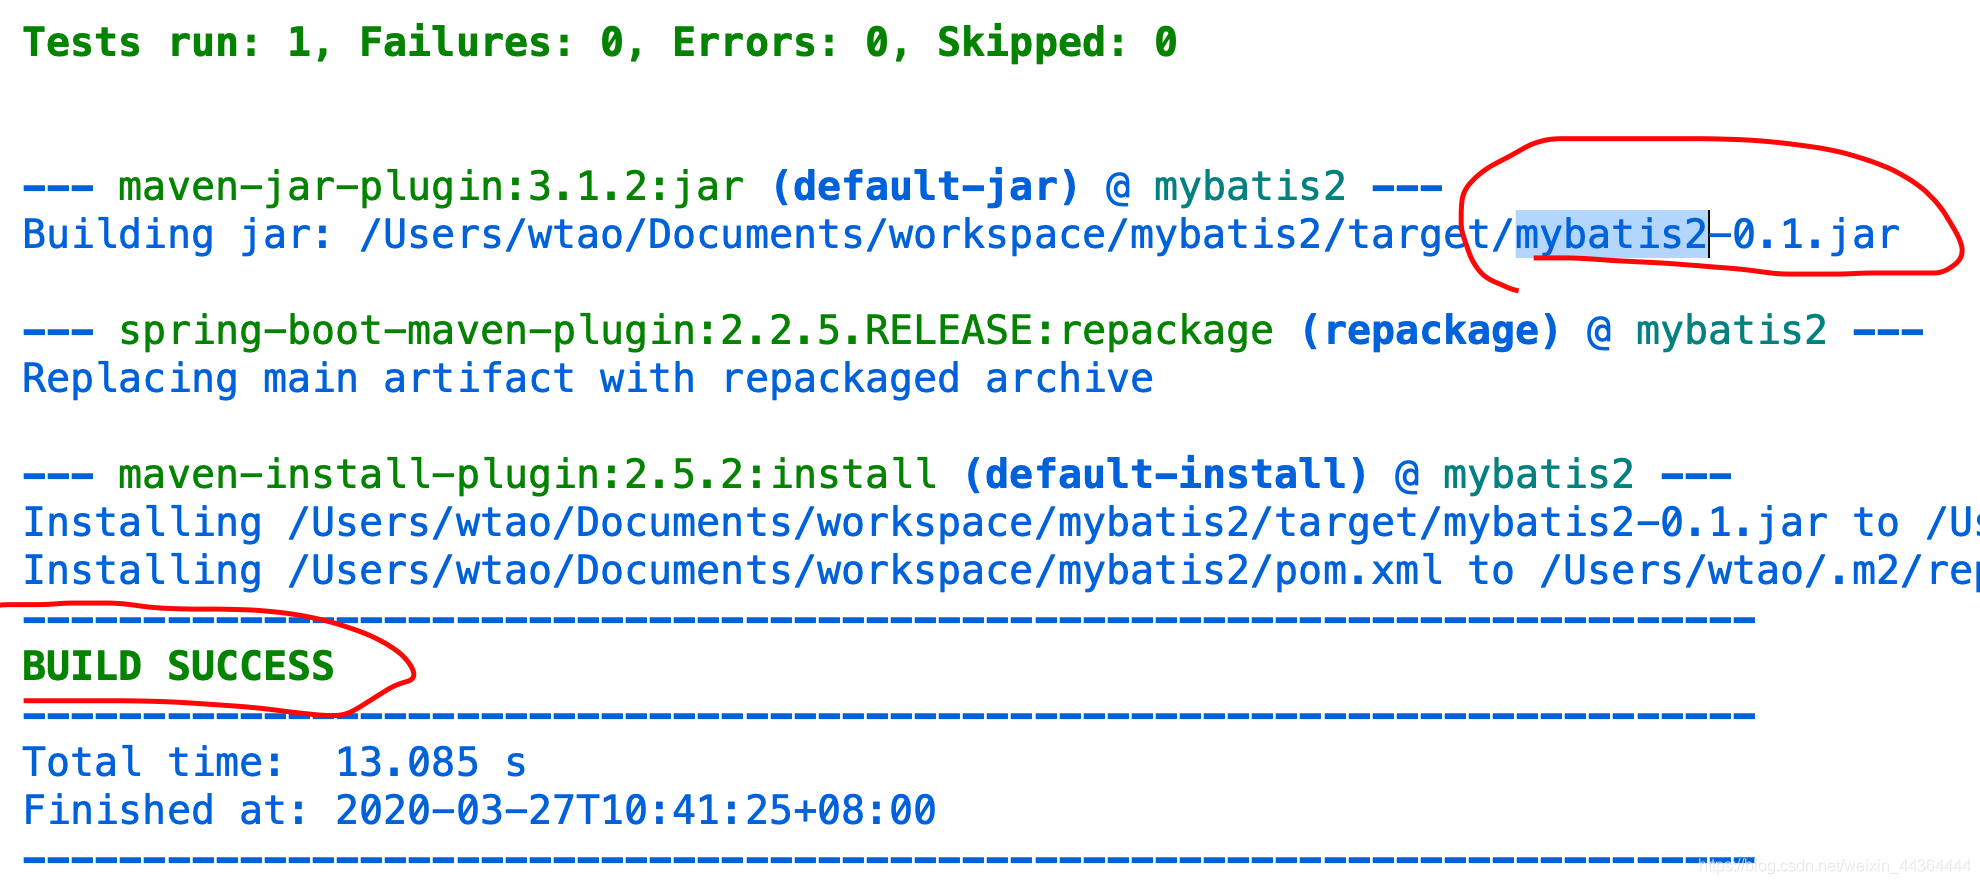 Tests run: 1, Failures: 0, Errors: 0, Skipped: 0
--- maven-jar-plugin:3.1.2:jar (default-jar) @ mybatis2 ---
Building jar: /Users/wtao/Documents/workspace/mybatis2/target/mybatis2-0.1.jar
--- spring-boot-maven-plugin:2.2.5.RELEASE:repackage (repackage) @ mybatis2 ---
Replacing main artifact with repackaged archive
--- maven-install-plugin:2.5.2:install (default-install) @ mybatis2 ---
Installing /Users/wtao/Documents/workspace/mybatis2/target/mybatis2-0.1.jar to /Us
Installing /Users/wtao/Documents/workspace/mybatis2/pom.xml to /Users/wtao/.m2/rep
------------------------------------------------------------------------
BUILD SUCCESS
------------------------------------------------------------------------
Total time:  13.085 s
Finished at: 2020-03-27T10:41:25+08:00
------------------------------------------------------------------------
https://blog.csdn.net/weixin_44364444